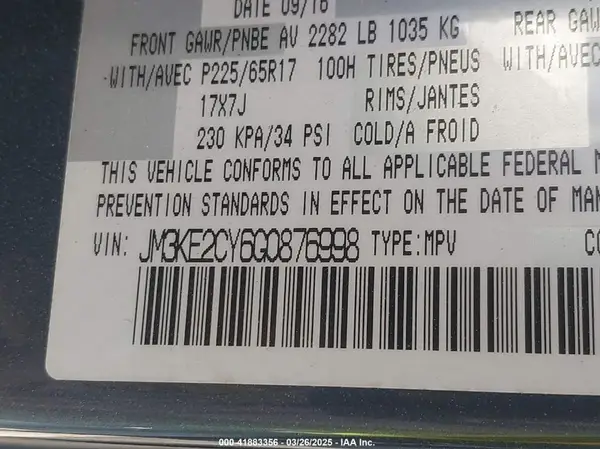 DATE 09/16
FRONT GAWR/PNBE AV 2282 LB 1035 KG
REAR GAW
WITH/AVEC P225/65R17 100H TIRES/PNEUS
WITH/AVEC
17X7J RIMS/JANTES
230 KPA/34 PSI COLD/A FROID
THIS VEHICLE CONFORMS TO ALL APPLICABLE FEDERAL M
PREVENTION STANDARDS IN EFFECT ON THE DATE OF MAN
VIN: JM3KE2CY6G0876998 TYPE:MPV CO
000-41883356 | 03/26/2025 - IAA Inc.